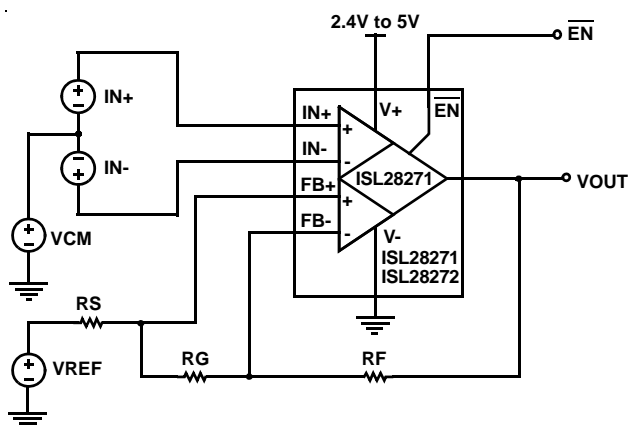 2.4V to 5V
EN
IN+
IN+
V+
EN
+
IN-
IN-
-
ISL28271
VOUT
FB+
+
FB-
-
V-
VCM
ISL28271
ISL28272
RS
RG
RF
VREF